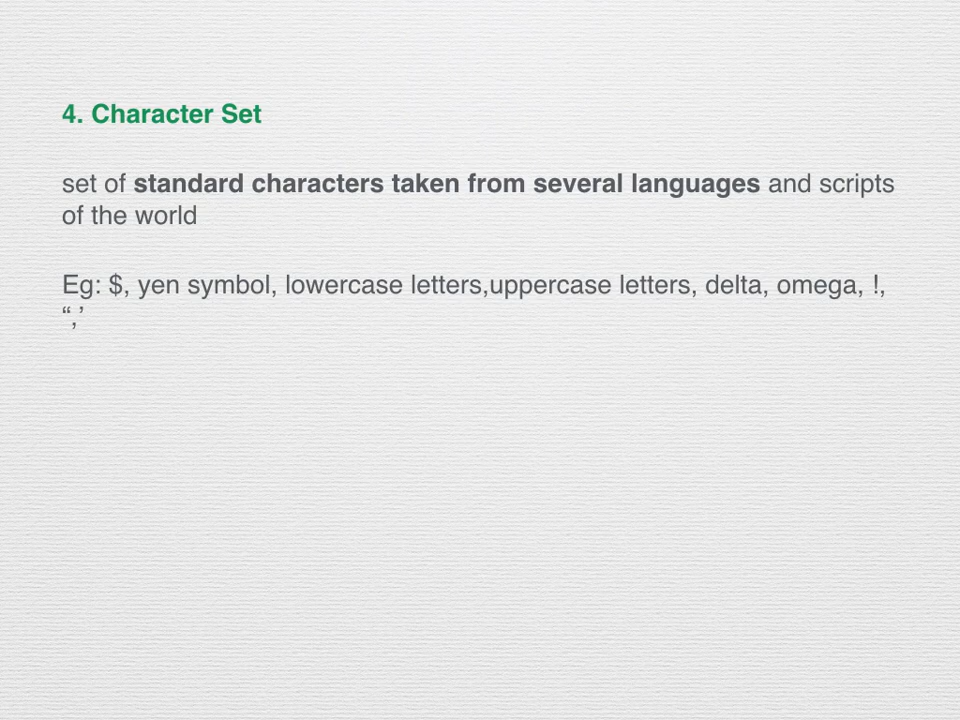 4. Character Set
set of standard characters taken from several languages and scripts
of the world
Eg: $, yen symbol, lowercase letters,uppercase letters, delta, omega, !,
“,’